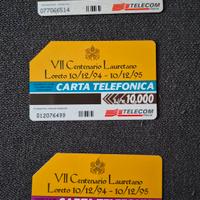 077066514
TELECOM
VII Centenario Lauretano
Loreto 10/12/94 - 10/12/95
CARTA TELEFONICA
10.000
012076499
TELECOM
VII Centenario Lauretano
Loreto 10/12/94 - 10/12/95